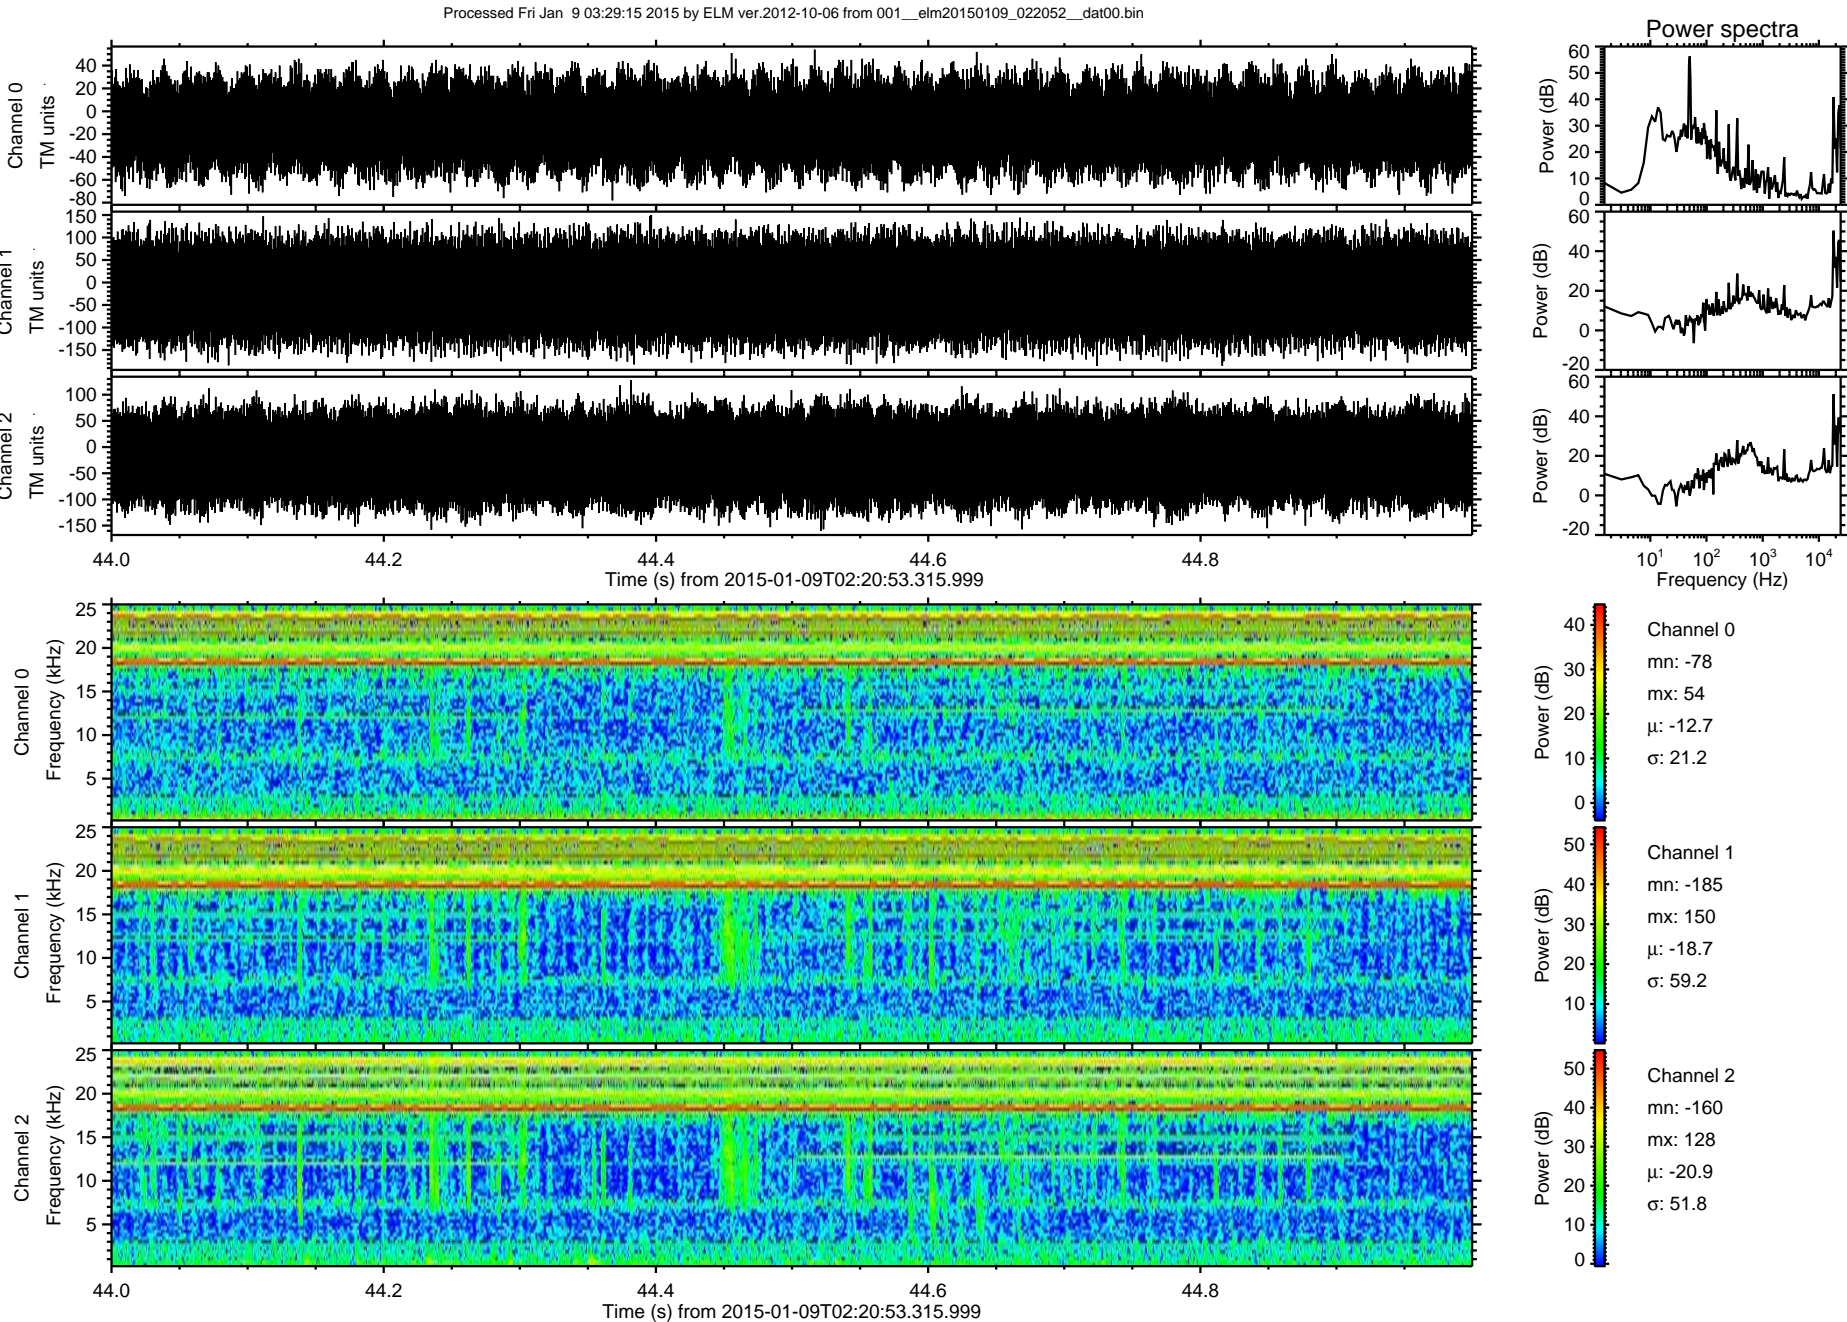 Processed Fri Jan 9 03:29:15 2015 by ELM ver.2012-10-06 from 001__elm20150109_022052__dat00.bin
Power spectra
Channel 0
TM units
40
20
0
-20
-40
-60
-80
Power (dB)
60
50
40
30
20
10
0
Channel 1
TM units
150
100
50
0
-50
-100
-150
Power (dB)
60
40
20
0
-20
Channel 2
TM units
100
50
0
-50
-100
-150
Power (dB)
60
40
20
0
-20
44.0 44.2 44.4 44.6 44.8
Time (s) from 2015-01-09T02:20:53.315.999
10^1 10^2 10^3 10^4
Frequency (Hz)
Channel 0
Frequency (kHz)
25
20
15
10
5
Power (dB)
40
30
20
10
0
Channel 0
mn: -78
mx: 54
μ: -12.7
σ: 21.2
Channel 1
Frequency (kHz)
25
20
15
10
5
Power (dB)
50
40
30
20
10
Channel 1
mn: -185
mx: 150
μ: -18.7
σ: 59.2
Channel 2
Frequency (kHz)
25
20
15
10
5
Power (dB)
50
40
30
20
10
0
Channel 2
mn: -160
mx: 128
μ: -20.9
σ: 51.8
44.0 44.2 44.4 44.6 44.8
Time (s) from 2015-01-09T02:20:53.315.999